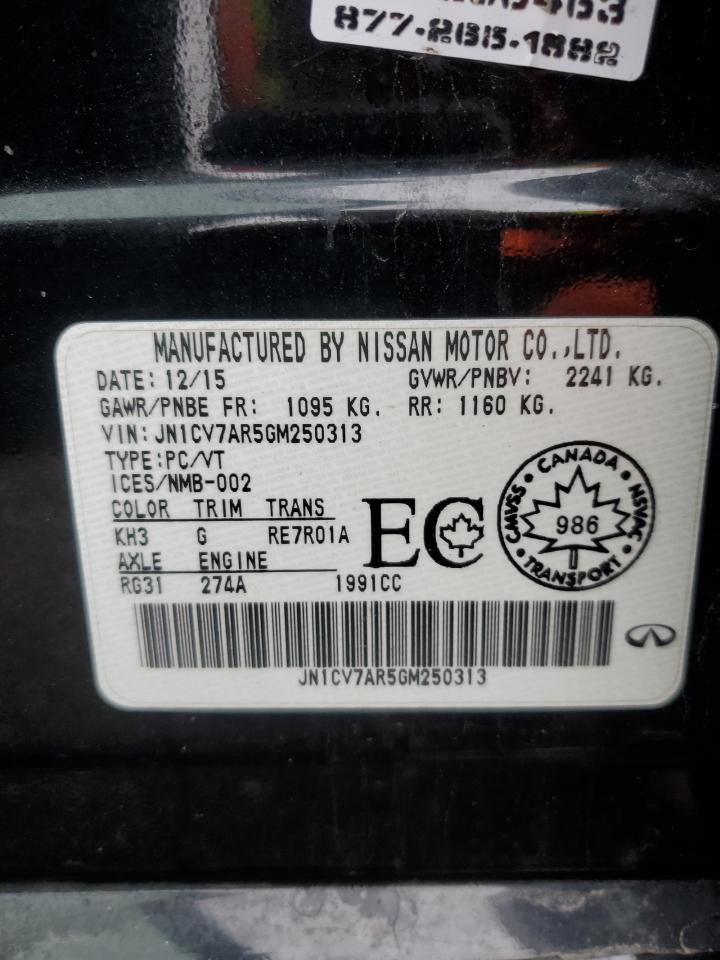 877-
MANUFACTURED BY NISSAN MOTOR CO.,LTD.
DATE: 12/15 GVWR/PNBV: 2241 KG.
GAWR/PNBE FR: 1095 KG. RR: 1160 KG.
VIN: JN1CV7AR5GM250313
TYPE:PC/VT
ICES/NMB-002
COLOR TRIM TRANS
KH3 G RE7R01A
AXLE ENGINE
RG31 274A 1991CC
EC
CANADA
CMVSS 986 NSVAC
TRANSPORT
JN1CV7AR5GM250313